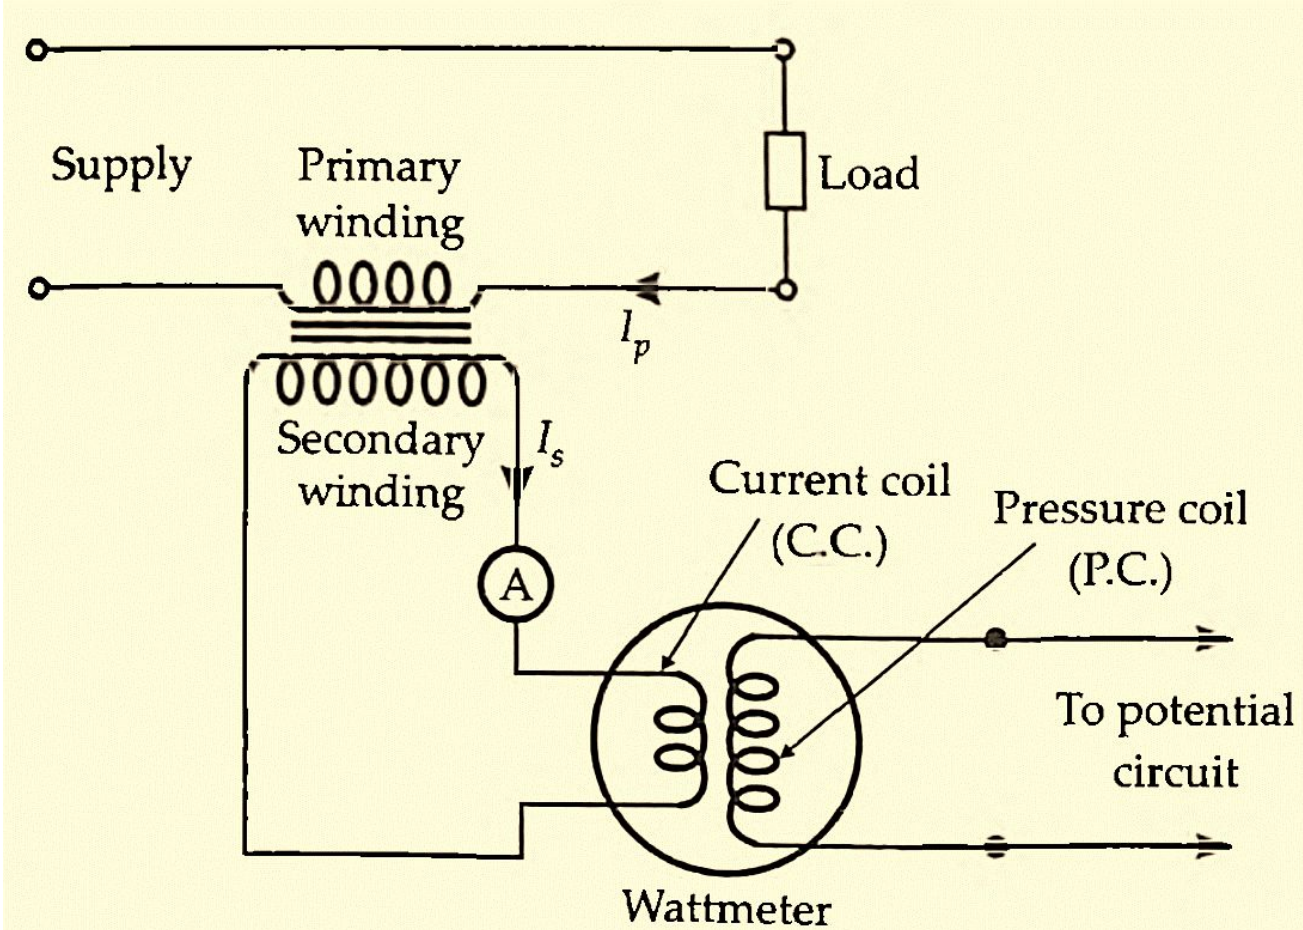 Supply
Primary
winding
Load
I_p
Secondary
winding
I_s
Current coil
(C.C.)
Pressure coil
(P.C.)
A
To potential
circuit
Wattmeter